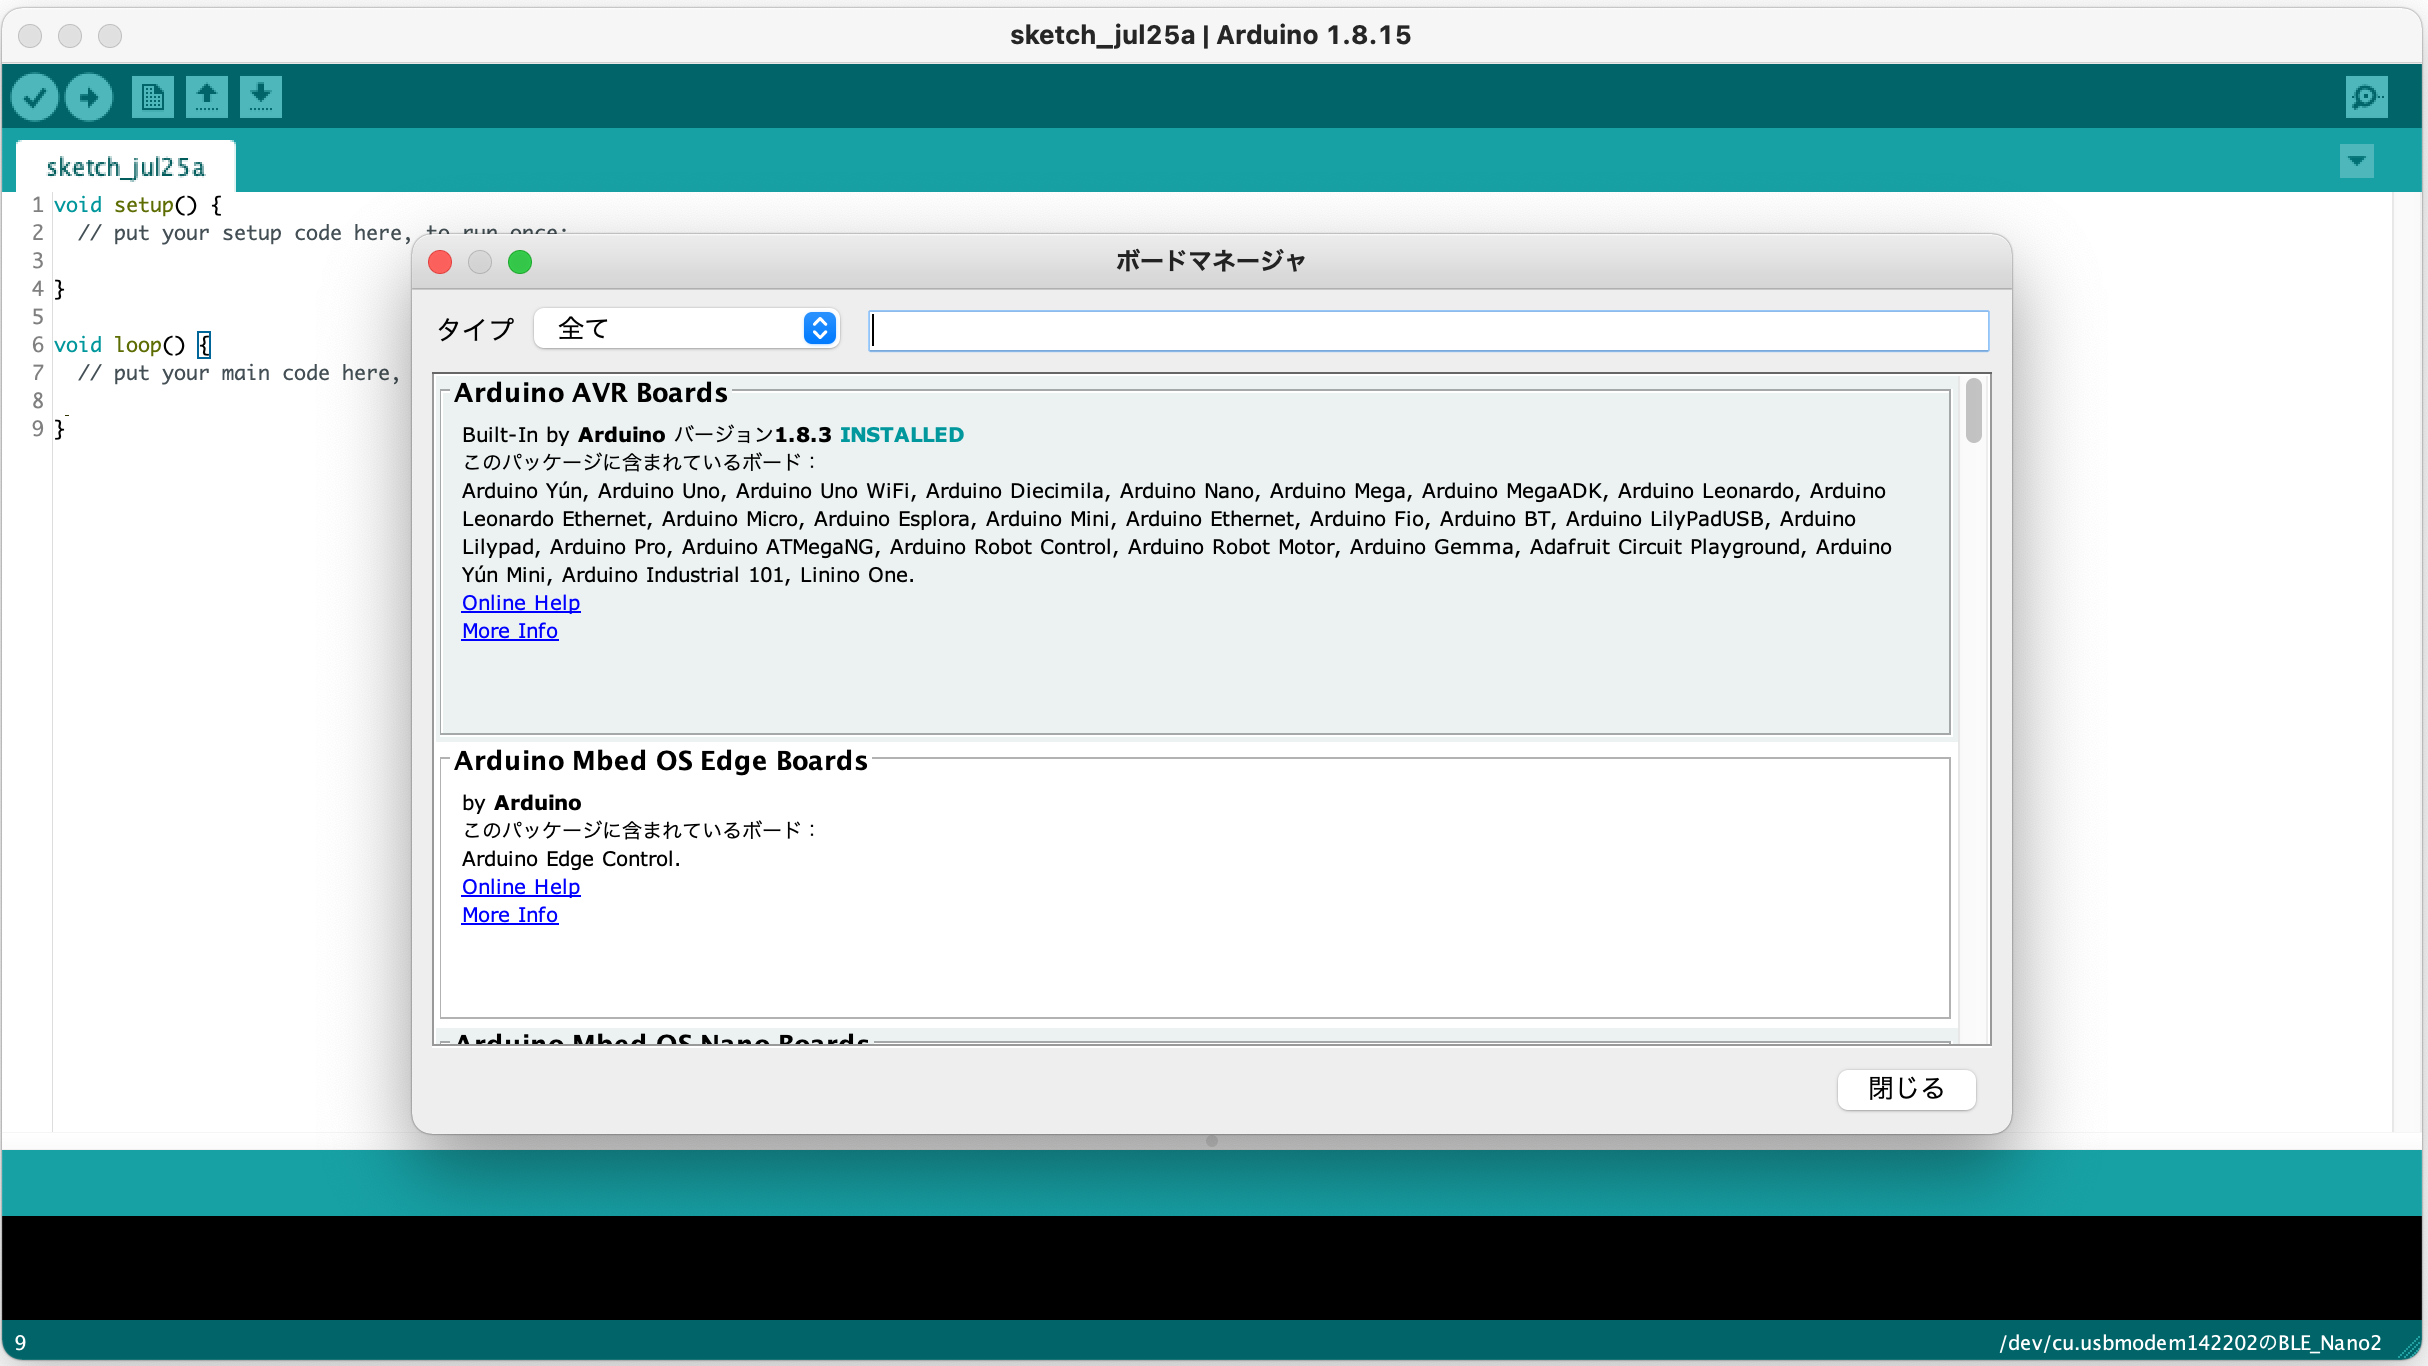 sketch_jul25a | Arduino 1.8.15
sketch_jul25a
1 void setup() {
2 // put your setup code here, to run once:
3
4 }
5
6 void loop() {
7 // put your main code here,
8
9 }
ボードマネージャ
タイプ 全て
Arduino AVR Boards
Built-In by Arduino バージョン1.8.3 INSTALLED
このパッケージに含まれているボード：
Arduino Yún, Arduino Uno, Arduino Uno WiFi, Arduino Diecimila, Arduino Nano, Arduino Mega, Arduino MegaADK, Arduino Leonardo, Arduino
Leonardo Ethernet, Arduino Micro, Arduino Esplora, Arduino Mini, Arduino Ethernet, Arduino Fio, Arduino BT, Arduino LilyPadUSB, Arduino
Lilypad, Arduino Pro, Arduino ATMegaNG, Arduino Robot Control, Arduino Robot Motor, Arduino Gemma, Adafruit Circuit Playground, Arduino
Yún Mini, Arduino Industrial 101, Linino One.
Online Help
More Info
Arduino Mbed OS Edge Boards
by Arduino
このパッケージに含まれているボード：
Arduino Edge Control.
Online Help
More Info
Arduino Mbed OS Nano Boards
閉じる
9
/dev/cu.usbmodem142202のBLE_Nano2